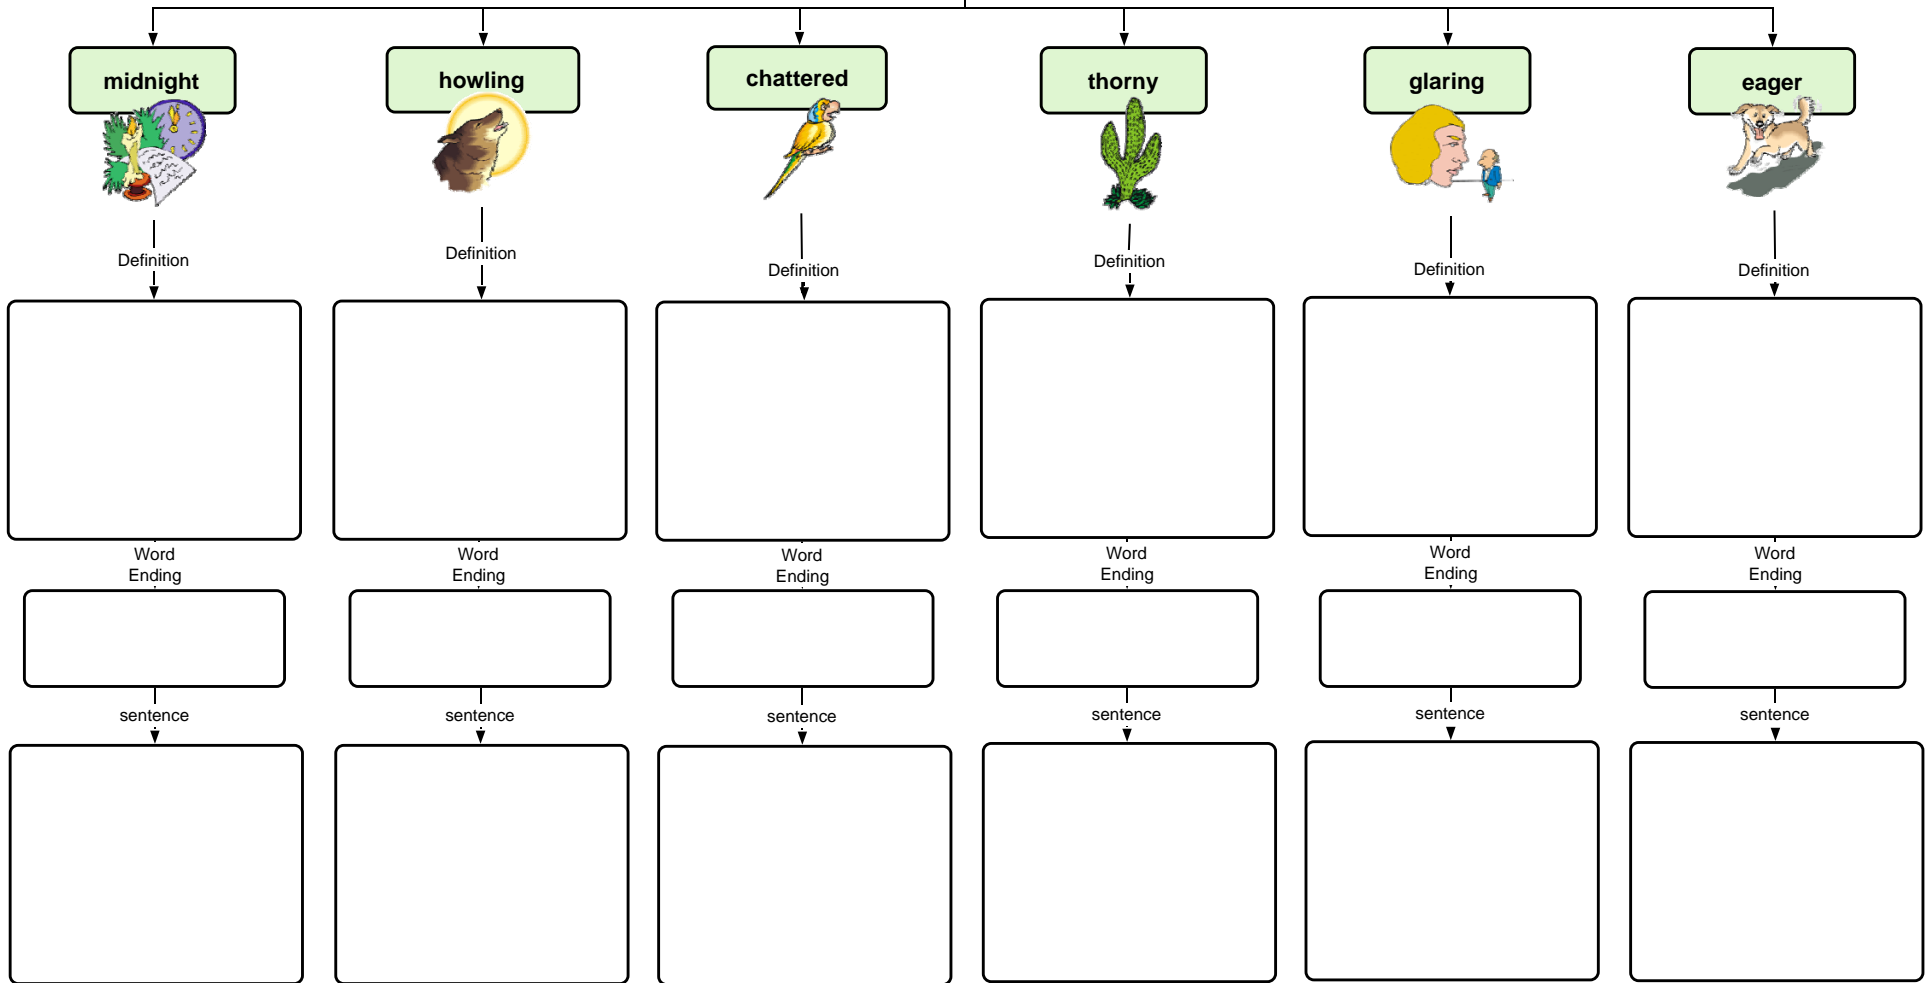 midnight
howling
chattered
thorny
glaring
eager
Definition
Definition
Definition
Definition
Definition
Definition
Word
Ending
Word
Ending
Word
Ending
Word
Ending
Word
Ending
Word
Ending
sentence
sentence
sentence
sentence
sentence
sentence